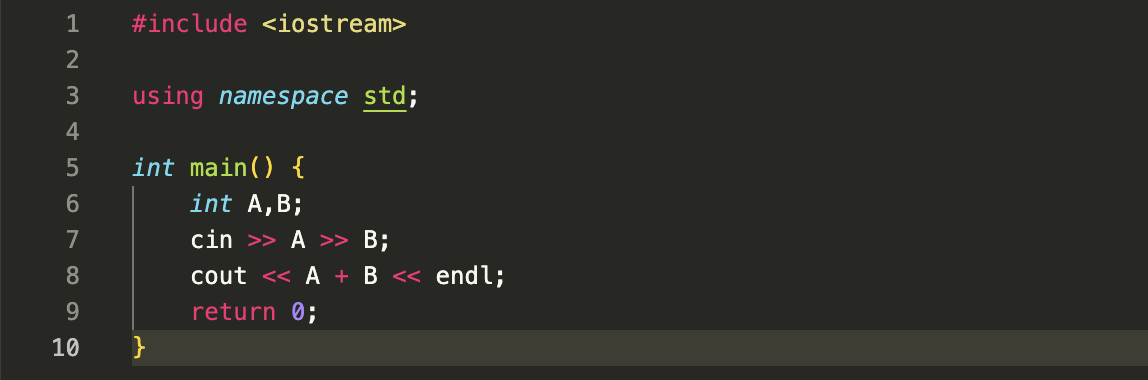 1 #include <iostream>
2
3 using namespace std;
4
5 int main() {
6     int A,B;
7     cin >> A >> B;
8     cout << A + B << endl;
9     return 0;
10 }